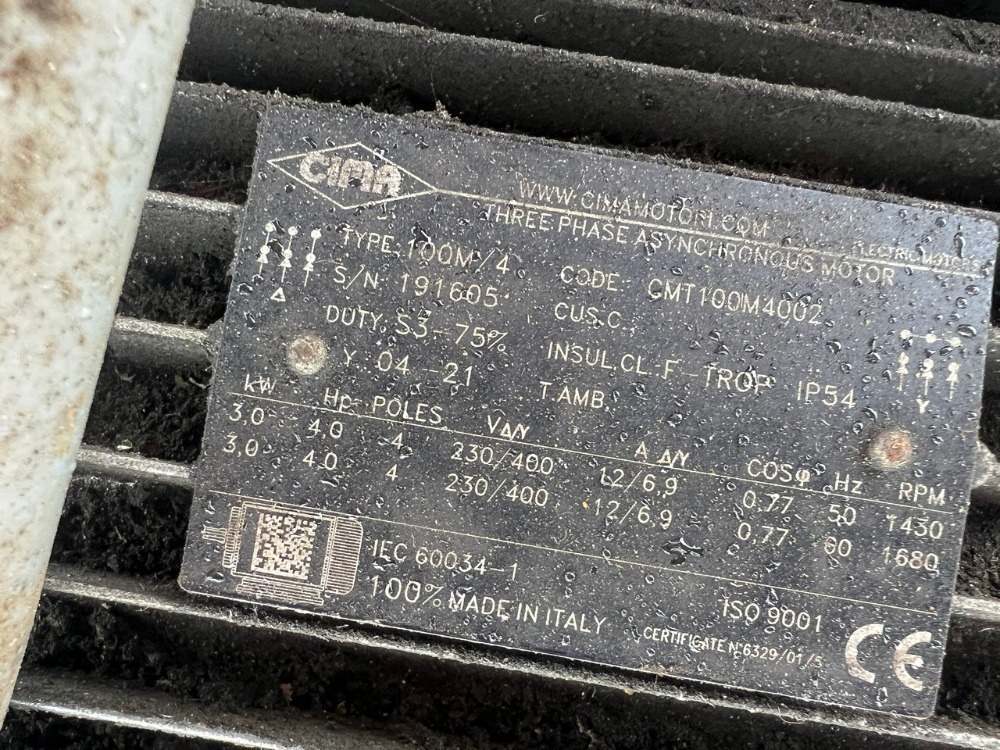 CIMA
WWW.CIMAMOTORI.COM
ELECTRIC MOTORS
THREE PHASE ASYNCHRONOUS MOTOR
TYPE 100M/4 CODE: CMT100M4002
S/N 191605 CUS.C.
DUTY S3-75% INSUL.CL.F-TROP IP54
Y 04-21 T.AMB.
Δ
Y
kW Hp POLES VΔ/Y A Δ/Y COSφ Hz RPM
3,0 4,0 4 230/400 12/6,9 0,77 50 1430
3,0 4,0 4 230/400 12/6,9 0,77 60 1680
IEC 60034-1 ISO 9001
100% MADE IN ITALY CERTIFICATE N°6329/01/S
CE